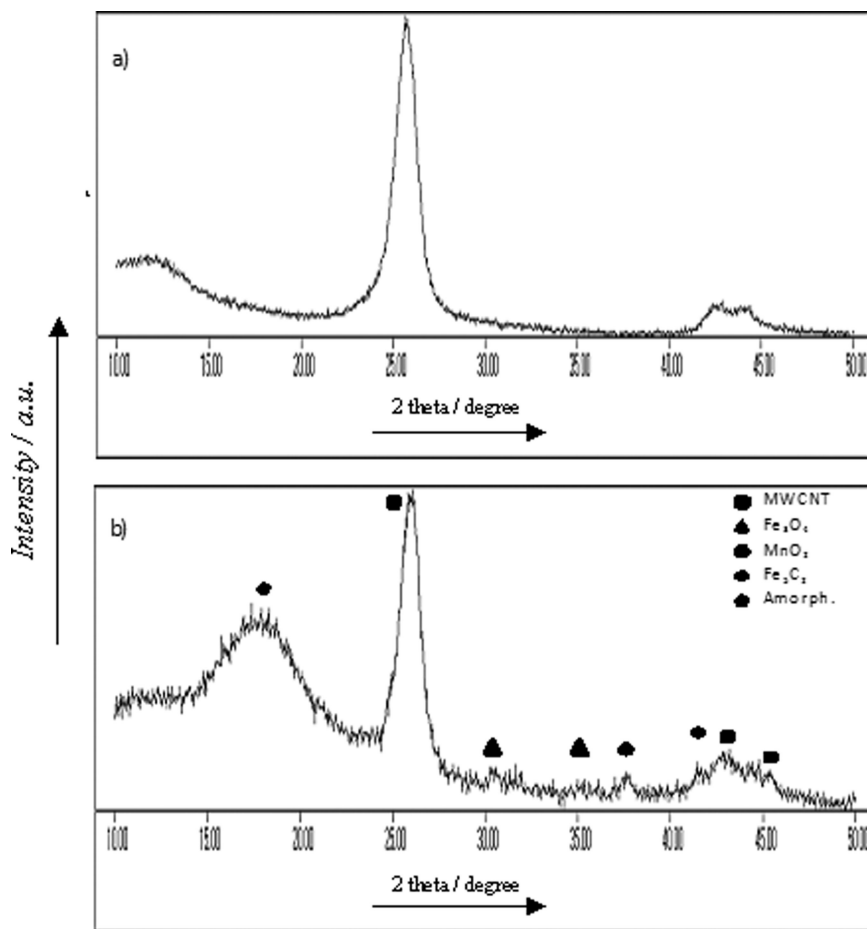 a)
10.00 15.00 20.00 25.00 30.00 35.00 40.00 45.00 50.00
2 theta / degree
Intensity / a.u.
b)
MWCNT
Fe₃O₄
MnO₂
Fe₅C₂
Amorph.
10.00 15.00 20.00 25.00 30.00 35.00 40.00 45.00 50.00
2 theta / degree